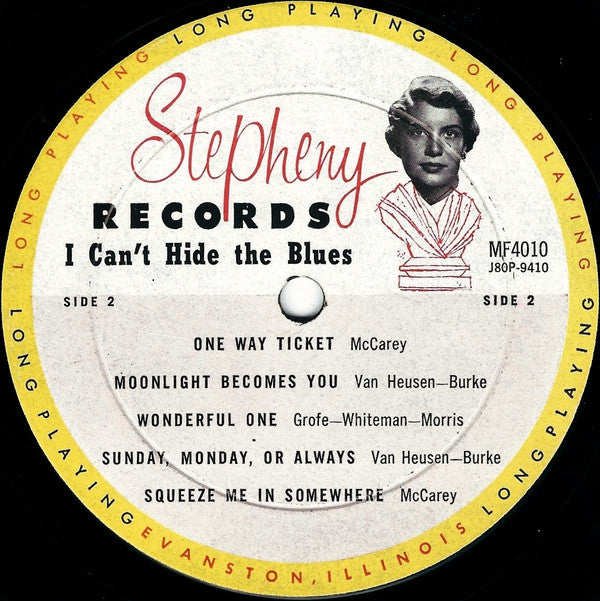 LONG PLAYING LONG PLAYING LONG PLAYING LONG PLAYING LONG PLAYING LONG PLAYING
Stepheny
RECORDS
I Can't Hide the Blues
MF4010
J80P-9410
SIDE 2
SIDE 2
ONE WAY TICKET McCarey
MOONLIGHT BECOMES YOU Van Heusen—Burke
WONDERFUL ONE Grofe—Whiteman—Morris
SUNDAY, MONDAY, OR ALWAYS Van Heusen—Burke
SQUEEZE ME IN SOMEWHERE McCarey
EVANSTON, ILLINOIS